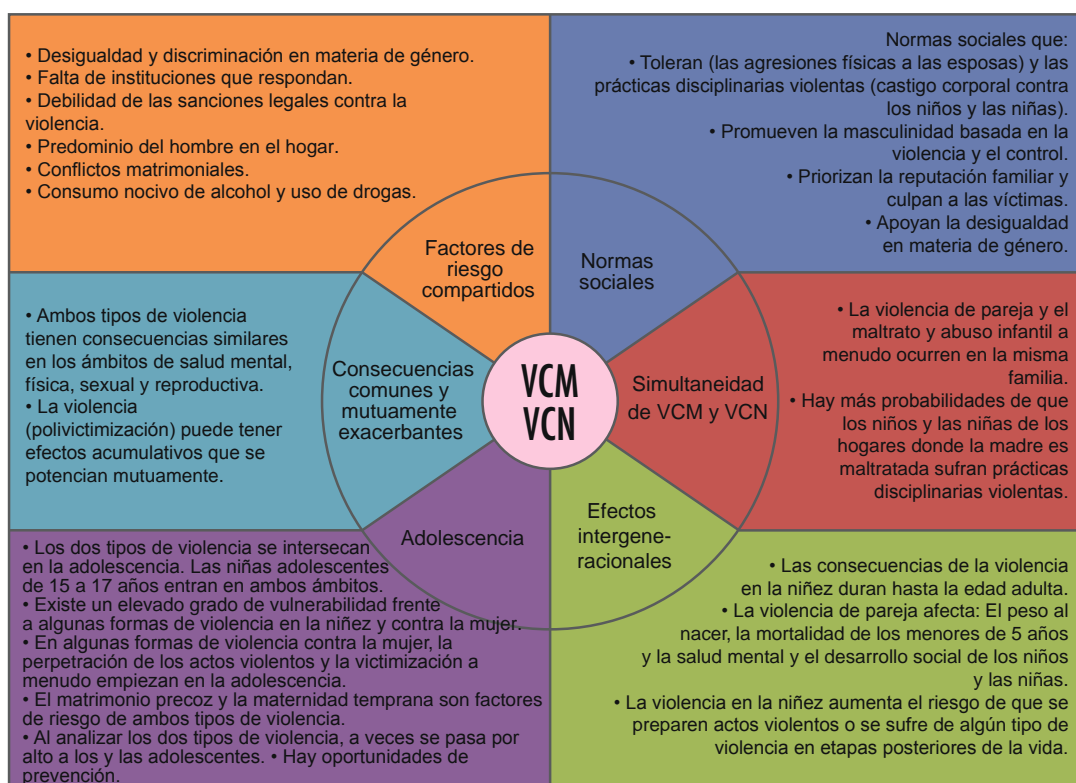 • Desigualdad y discriminación en materia de género.
• Falta de instituciones que respondan.
• Debilidad de las sanciones legales contra la
violencia.
• Predominio del hombre en el hogar.
• Conflictos matrimoniales.
• Consumo nocivo de alcohol y uso de drogas.
Factores de
riesgo
compartidos
Normas sociales que:
• Toleran (las agresiones físicas a las esposas) y las
prácticas disciplinarias violentas (castigo corporal contra
los niños y las niñas).
• Promueven la masculinidad basada en la
violencia y el control.
• Priorizan la reputación familiar y
culpan a las víctimas.
• Apoyan la desigualdad
en materia de género.
Normas
sociales
• Ambos tipos de violencia
tienen consecuencias similares
en los ámbitos de salud mental,
física, sexual y reproductiva.
• La violencia
(polivictimización) puede tener
efectos acumulativos que se
potencian mutuamente.
Consecuencias
comunes y
mutuamente
exacerbantes
VCM
VCN
Simultaneidad
de VCM y VCN
• La violencia de pareja y el
maltrato y abuso infantil a
menudo ocurren en la misma
familia.
• Hay más probabilidades de que
los niños y las niñas de los
hogares donde la madre es
maltratada sufran prácticas
disciplinarias violentas.
Adolescencia
• Los dos tipos de violencia se intersecan
en la adolescencia. Las niñas adolescentes
de 15 a 17 años entran en ambos ámbitos.
• Existe un elevado grado de vulnerabilidad frente
a algunas formas de violencia en la niñez y contra la mujer.
• En algunas formas de violencia contra la mujer, la
perpetración de los actos violentos y la victimización a
menudo empiezan en la adolescencia.
• El matrimonio precoz y la maternidad temprana son factores
de riesgo de ambos tipos de violencia.
• Al analizar los dos tipos de violencia, a veces se pasa por
alto a los y las adolescentes. • Hay oportunidades de
prevención.
Efectos
intergene-
racionales
• Las consecuencias de la violencia
en la niñez duran hasta la edad adulta.
• La violencia de pareja afecta: El peso al
nacer, la mortalidad de los menores de 5 años
y la salud mental y el desarrollo social de los niños
y las niñas.
• La violencia en la niñez aumenta el riesgo de que se
preparen actos violentos o se sufre de algún tipo de
violencia en etapas posteriores de la vida.